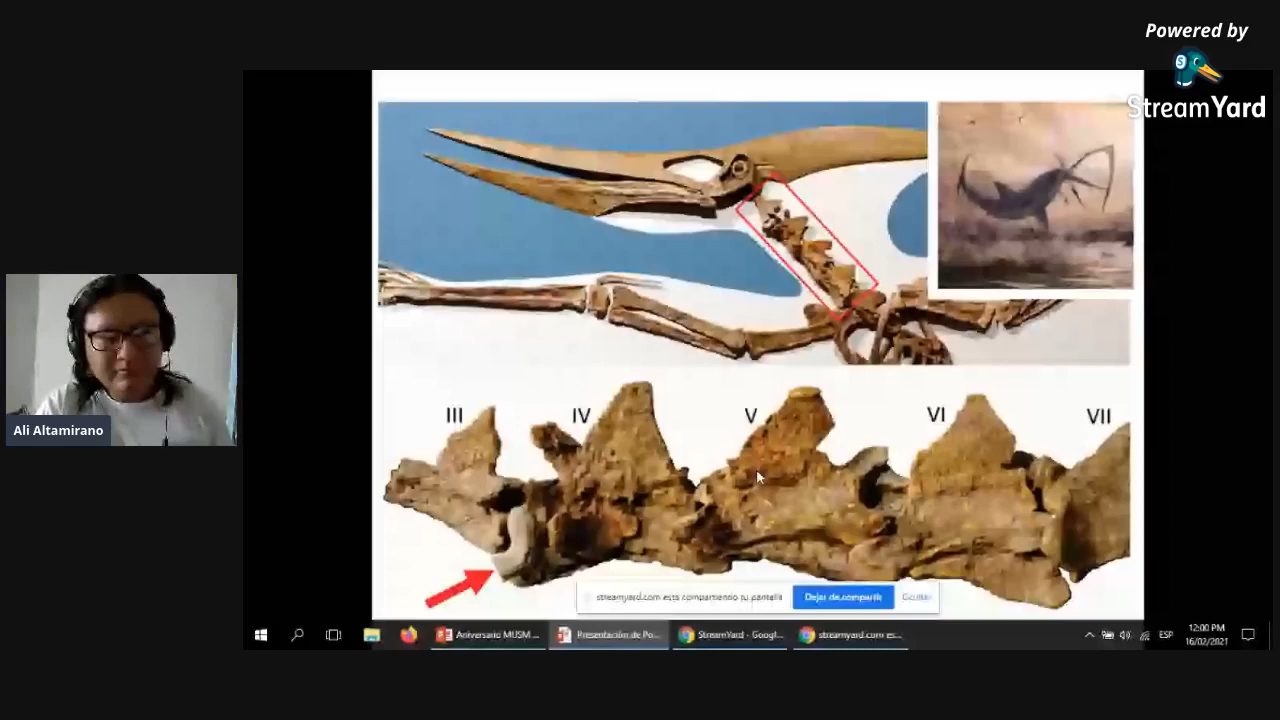 Powered by
StreamYard
Ali Altamirano
III IV V VI VII
streamyard.com está compartiendo tu pantalla
Dejar de compartir
Ocultar
Aniversario MUSM ...
Presentación de Po...
StreamYard - Googl...
streamyard.com es...
ESP
12:00 PM
16/02/2021